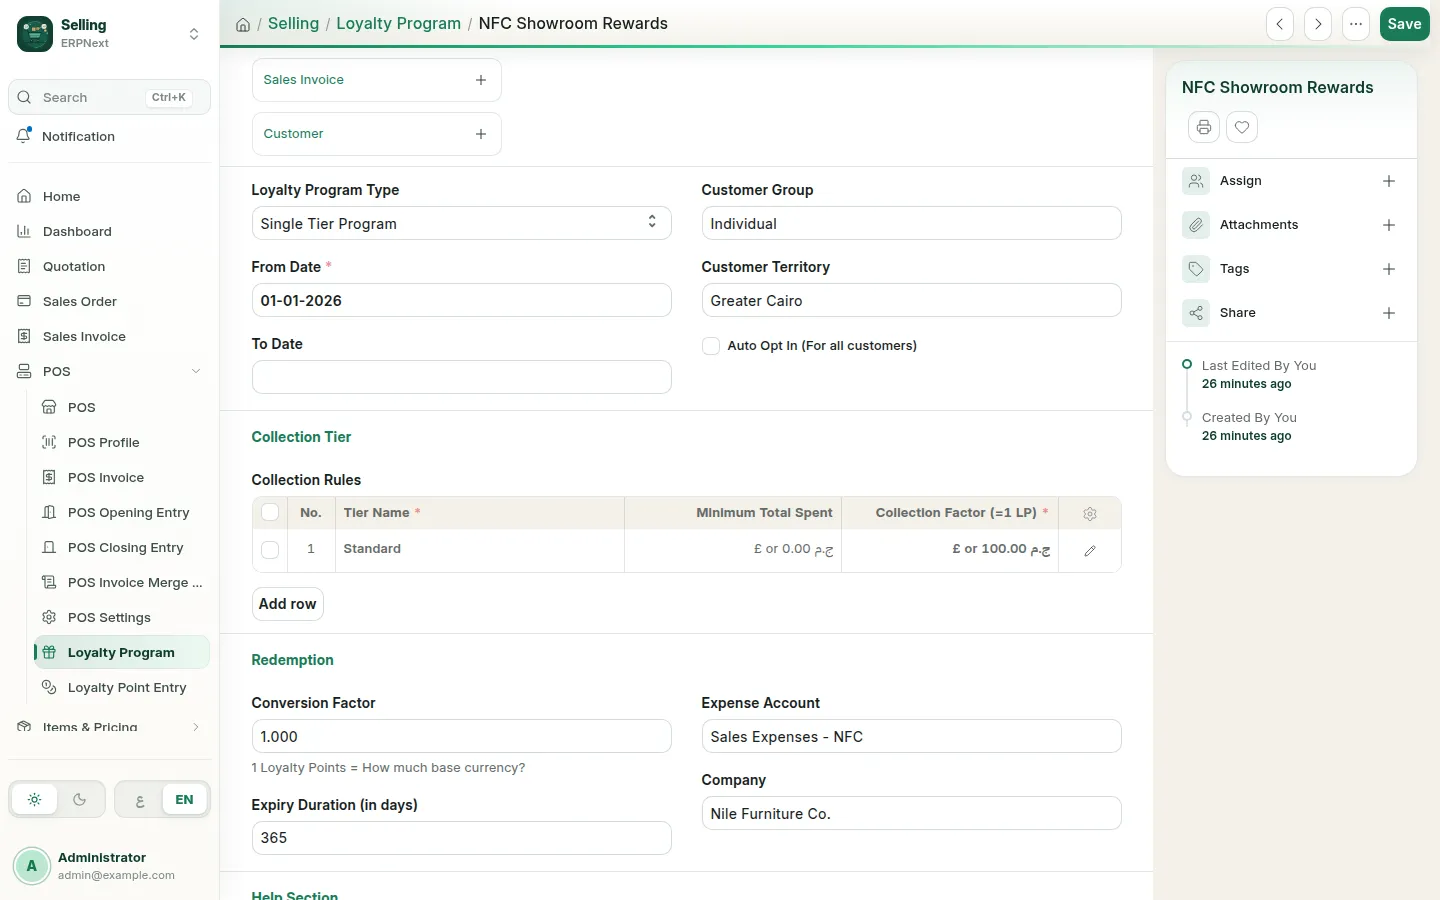 Selling
ERPNext
Search Ctrl+K
Notification
Home
Dashboard
Quotation
Sales Order
Sales Invoice
POS
POS
POS Profile
POS Invoice
POS Opening Entry
POS Closing Entry
POS Invoice Merge ...
POS Settings
Loyalty Program
Loyalty Point Entry
Items & Pricing
ع EN
A
Administrator
admin@example.com
/ Selling / Loyalty Program / NFC Showroom Rewards
Save
Sales Invoice
Customer
Loyalty Program Type
Single Tier Program
From Date *
01-01-2026
To Date
Customer Group
Individual
Customer Territory
Greater Cairo
Auto Opt In (For all customers)
Collection Tier
Collection Rules
No. Tier Name * Minimum Total Spent Collection Factor (=1 LP) *
1 Standard £ or 0.00 ج.م £ or 100.00 ج.م
Add row
Redemption
Conversion Factor
1.000
1 Loyalty Points = How much base currency?
Expiry Duration (in days)
365
Expense Account
Sales Expenses - NFC
Company
Nile Furniture Co.
Help Section
NFC Showroom Rewards
Assign
Attachments
Tags
Share
Last Edited By You
26 minutes ago
Created By You
26 minutes ago